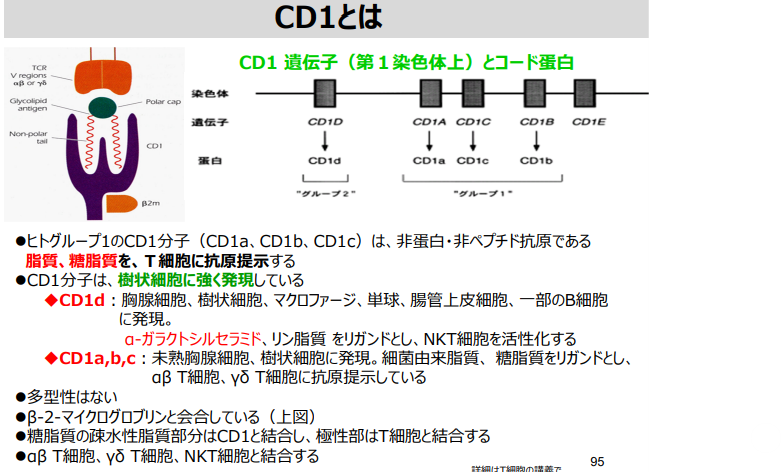 CD1とは
CD1 遺伝子（第１染色体上）とコード蛋白
TCR
V regions
αβ or γδ
Glycolipid
antigen
Polar cap
Non-polar
tail
CD1
β2m
染色体
遺伝子 CD1D CD1A CD1C CD1B CD1E
蛋白 CD1d CD1a CD1c CD1b
"グループ２" "グループ１"
●ヒトグループ1のCD1分子（CD1a、CD1b、CD1c）は、非蛋白・非ペプチド抗原である
脂質、糖脂質を、Ｔ細胞に抗原提示する
●CD1分子は、樹状細胞に強く発現している
◆CD1d：胸腺細胞、樹状細胞、マクロファージ、単球、腸管上皮細胞、一部のB細胞
に発現。
α-ガラクトシルセラミド、リン脂質 をリガンドとし、NKT細胞を活性化する
◆CD1a,b,c：未熟胸腺細胞、樹状細胞に発現。細菌由来脂質、糖脂質をリガンドとし、
αβ T細胞、γδ T細胞に抗原提示している
●多型性はない
●β-2-マイクログロブリンと会合している（上図）
●糖脂質の疎水性脂質部分はCD1と結合し、極性部はT細胞と結合する
●αβ T細胞、γδ T細胞、NKT細胞と結合する
95
詳細はT細胞の講義で